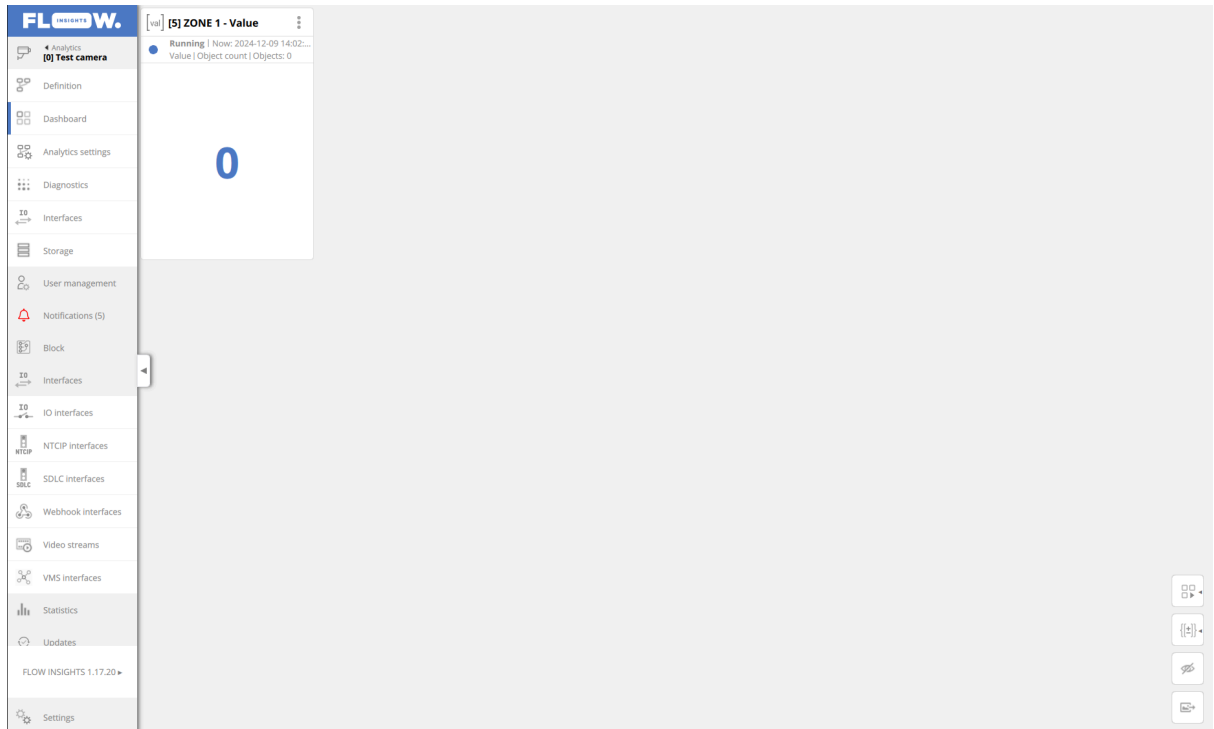 FL INSIGHTS W.
◂ Analytics
[0] Test camera
Definition
Dashboard
Analytics settings
Diagnostics
IO
Interfaces
Storage
User management
Notifications (5)
Block
IO
Interfaces
IO
IO interfaces
NTCIP
NTCIP interfaces
SDLC
SDLC interfaces
Webhook interfaces
Video streams
VMS interfaces
Statistics
Updates
FLOW INSIGHTS 1.17.20 ▸
Settings
[val] [5] ZONE 1 - Value
Running | Now: 2024-12-09 14:02:...
Value | Object count | Objects: 0
0
{[±]}